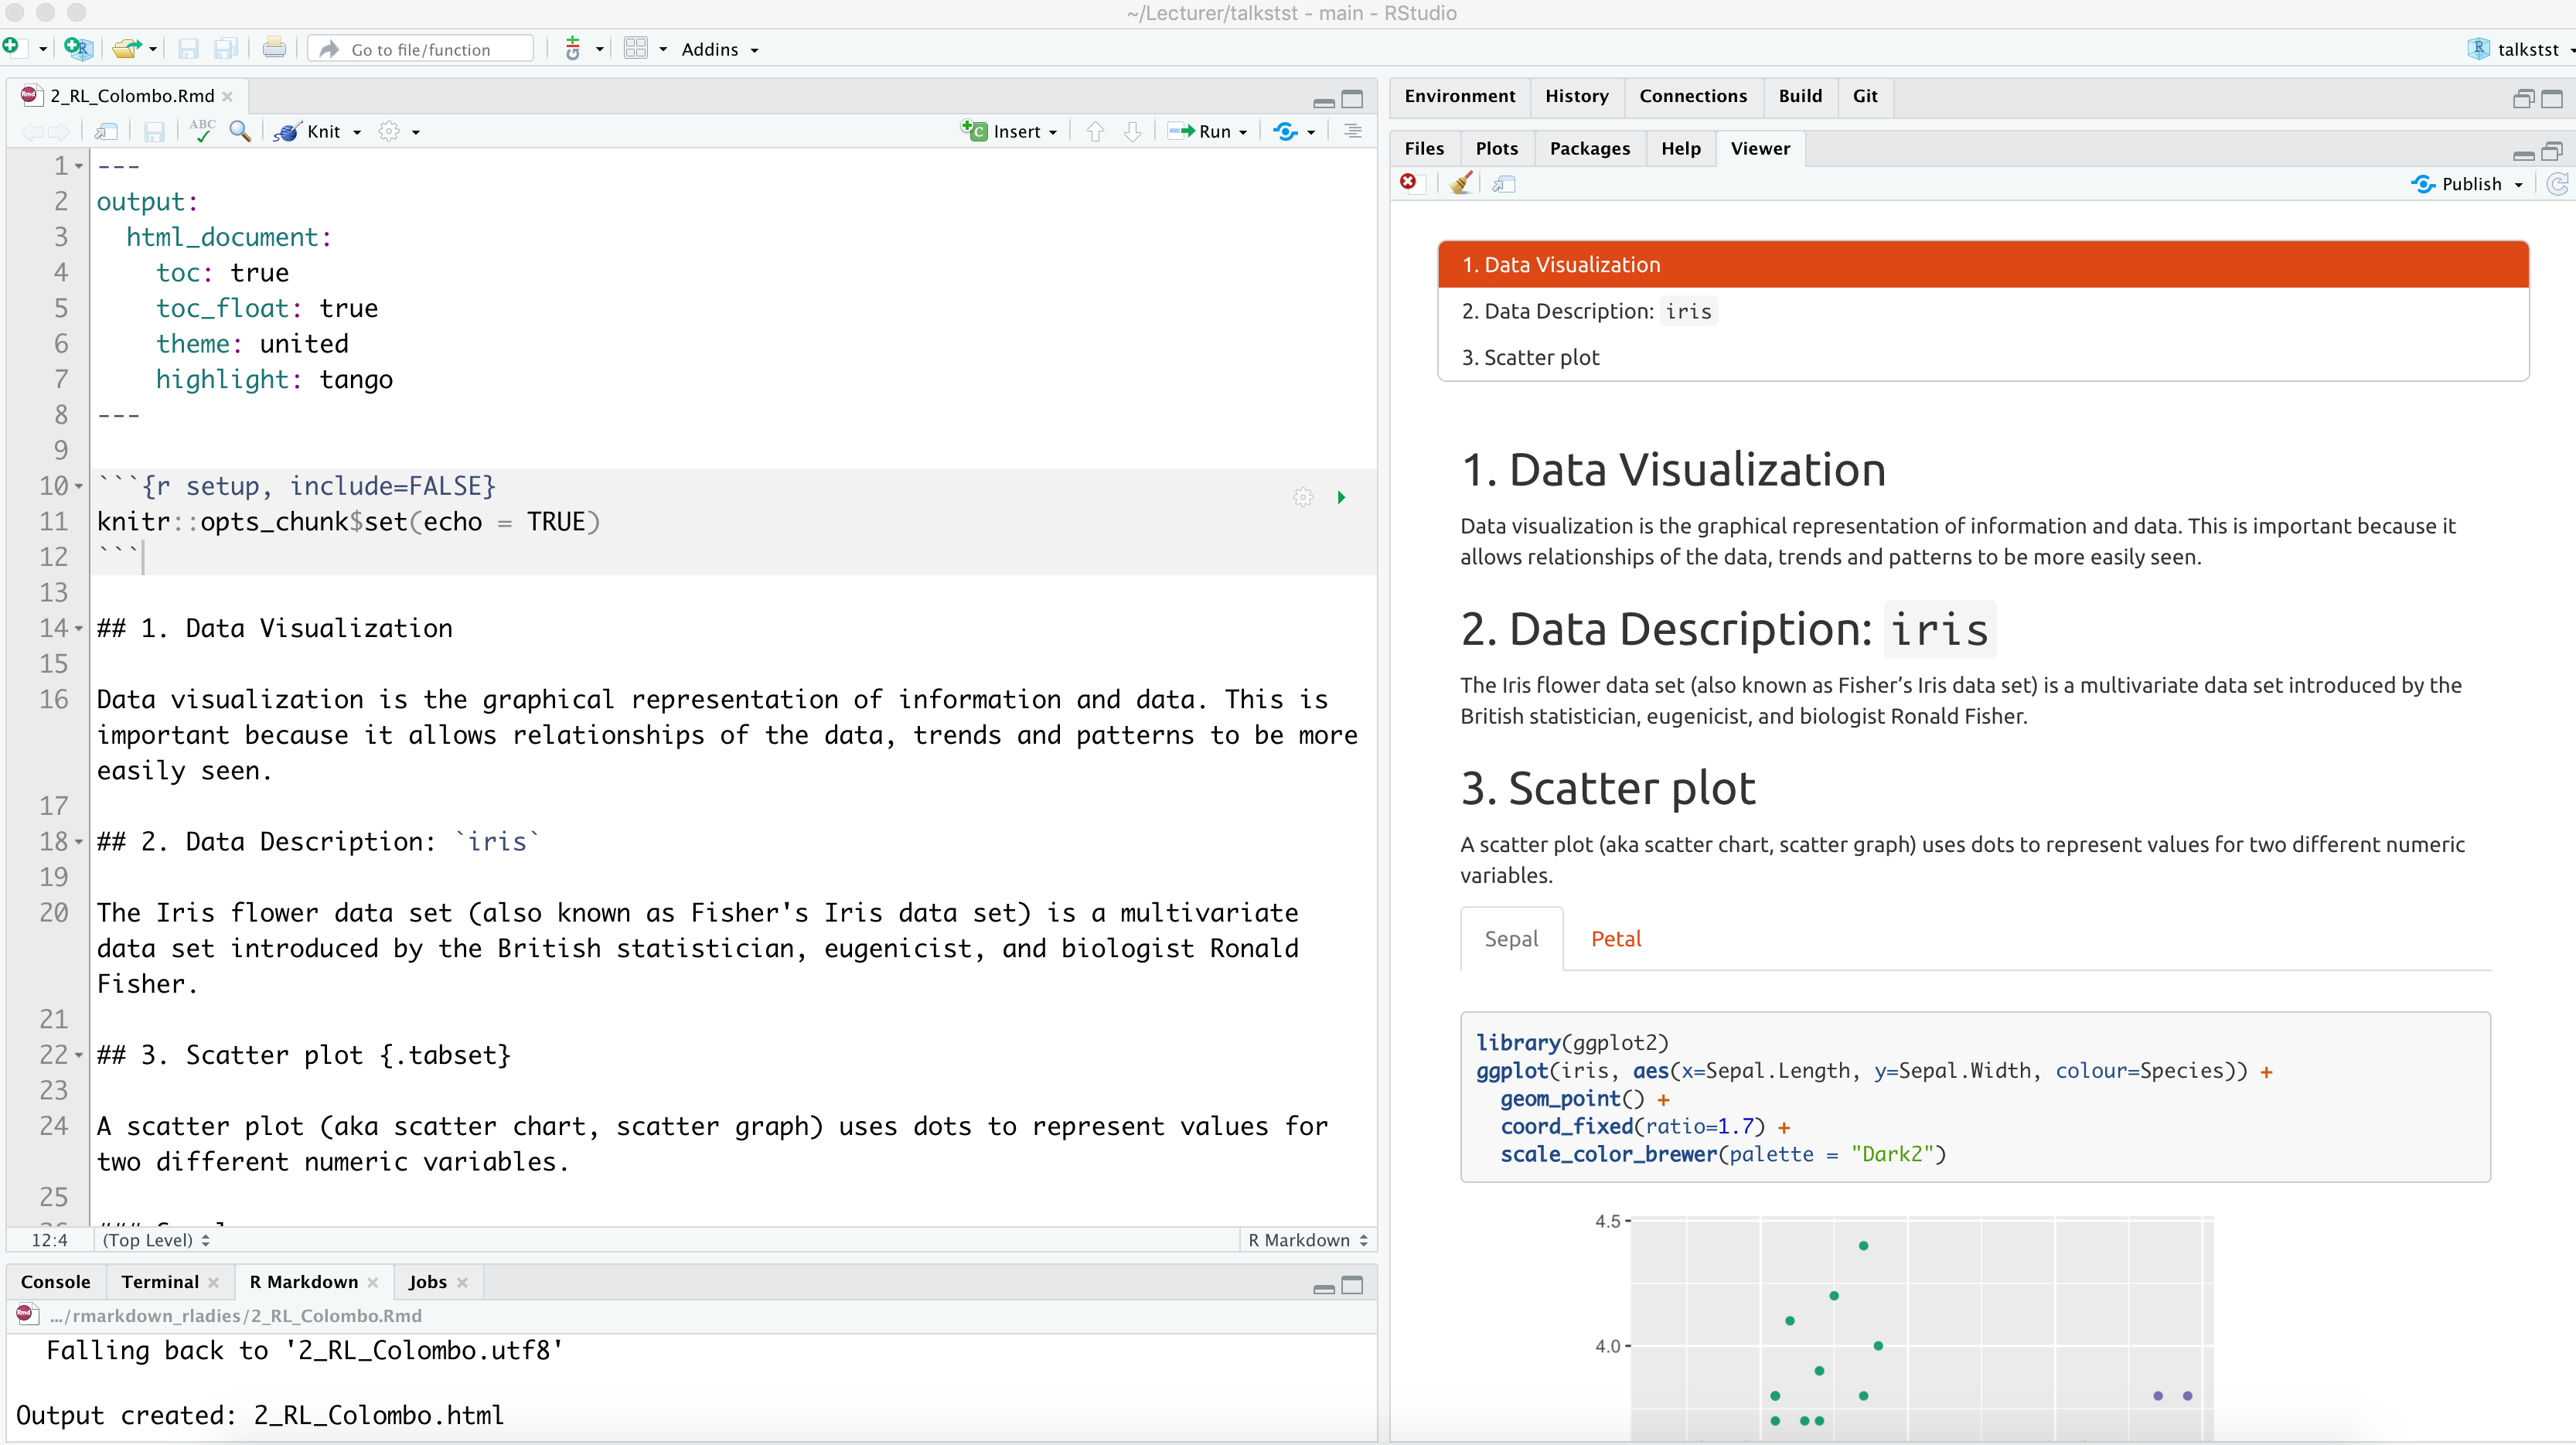 ~/Lecturer/talkstst - main - RStudio
Go to file/function
Addins
talkstst
2_RL_Colombo.Rmd
ABC
Knit
Insert
Run
1 ---
2 output:
3   html_document:
4     toc: true
5     toc_float: true
6     theme: united
7     highlight: tango
8 ---
9
10 ```{r setup, include=FALSE}
11 knitr::opts_chunk$set(echo = TRUE)
12 ```
13
14 ## 1. Data Visualization
15
16 Data visualization is the graphical representation of information and data. This is
important because it allows relationships of the data, trends and patterns to be more
easily seen.
17
18 ## 2. Data Description: `iris`
19
20 The Iris flower data set (also known as Fisher's Iris data set) is a multivariate
data set introduced by the British statistician, eugenicist, and biologist Ronald
Fisher.
21
22 ## 3. Scatter plot {.tabset}
23
24 A scatter plot (aka scatter chart, scatter graph) uses dots to represent values for
two different numeric variables.
25
12:4 (Top Level) R Markdown
Console Terminal R Markdown Jobs
.../rmarkdown_rladies/2_RL_Colombo.Rmd
Falling back to '2_RL_Colombo.utf8'
Output created: 2_RL_Colombo.html
Environment History Connections Build Git
Files Plots Packages Help Viewer
Publish
1. Data Visualization
2. Data Description: iris
3. Scatter plot
1. Data Visualization
Data visualization is the graphical representation of information and data. This is important because it
allows relationships of the data, trends and patterns to be more easily seen.
2. Data Description: iris
The Iris flower data set (also known as Fisher’s Iris data set) is a multivariate data set introduced by the
British statistician, eugenicist, and biologist Ronald Fisher.
3. Scatter plot
A scatter plot (aka scatter chart, scatter graph) uses dots to represent values for two different numeric
variables.
Sepal Petal
library(ggplot2)
ggplot(iris, aes(x=Sepal.Length, y=Sepal.Width, colour=Species)) +
  geom_point() +
  coord_fixed(ratio=1.7) +
  scale_color_brewer(palette = "Dark2")
4.5
4.0